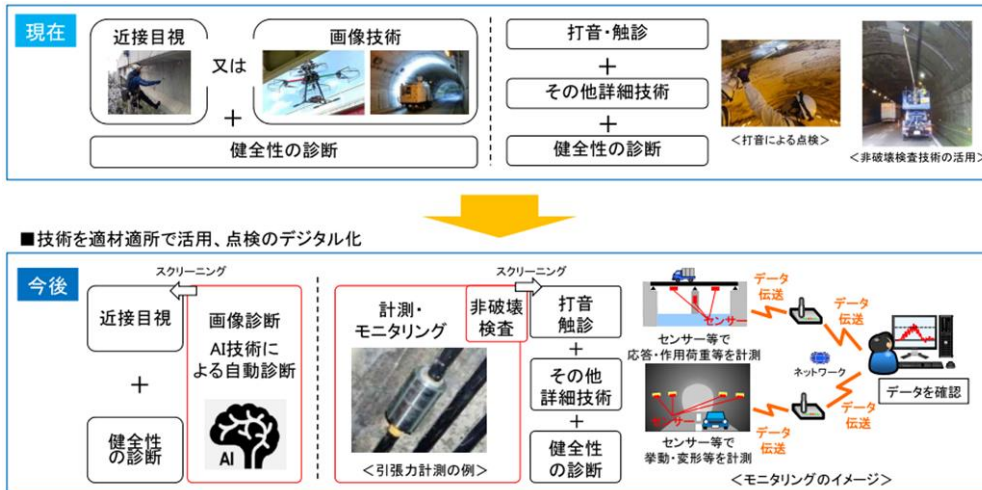 現在
近接目視
又は
画像技術
+
健全性の診断
打音・触診
+
その他詳細技術
+
健全性の診断
<打音による点検>
<非破壊検査技術の活用>
■技術を適材適所で活用、点検のデジタル化
今後
スクリーニング
近接目視
+
健全性
の診断
画像診断
AI技術に
よる自動診断
AI
計測・
モニタリング
<引張力計測の例>
非破壊
検査
スクリーニング
打音
触診
+
その他
詳細技術
+
健全性
の診断
センサー
センサー等で
応答・作用荷重等を計測
センサー
センサー等で
挙動・変形等を計測
データ
伝送
データ
伝送
ネットワーク
データ
伝送
データ
伝送
データを確認
<モニタリングのイメージ>